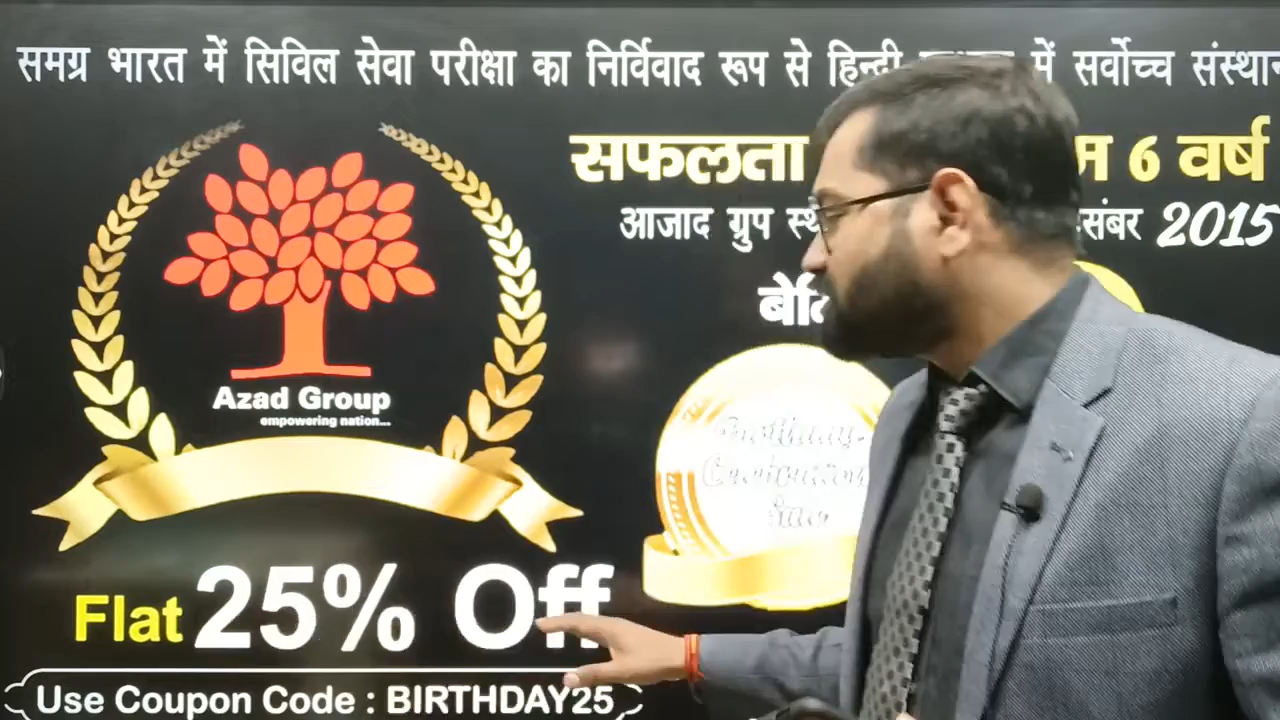 समग्र भारत में सिविल सेवा परीक्षा का निर्विवाद रूप से हिन्दी में सर्वोच्च संस्थान
सफलता 6 वर्ष
आजाद ग्रुप 2015
Azad Group
empowering nation...
Flat 25% Off
Use Coupon Code : BIRTHDAY25